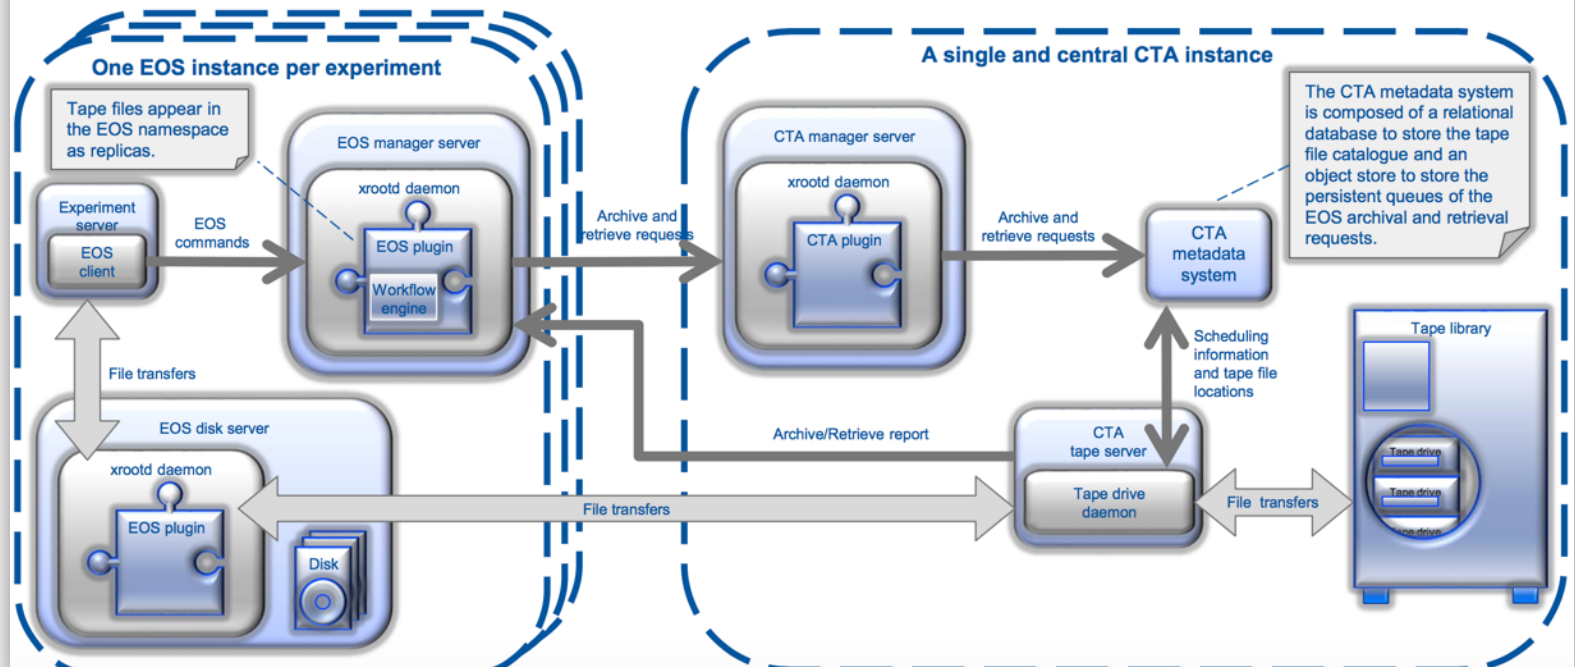 One EOS instance per experiment
Tape files appear in
the EOS namespace
as replicas.
EOS manager server
xrootd daemon
EOS plugin
Workflow
engine
Experiment
server
EOS
client
EOS
commands
File transfers
EOS disk server
xrootd daemon
EOS plugin
Disk
Archive and
retrieve requests
A single and central CTA instance
CTA manager server
xrootd daemon
CTA plugin
Archive and
retrieve requests
CTA
metadata
system
The CTA metadata system
is composed of a relational
database to store the tape
file catalogue and an
object store to store the
persistent queues of the
EOS archival and retrieval
requests.
Scheduling
information
and tape file
locations
Archive/Retrieve report
CTA
tape server
Tape drive
daemon
File transfers
File transfers
Tape library
Tape drive
Tape drive
Tape drive